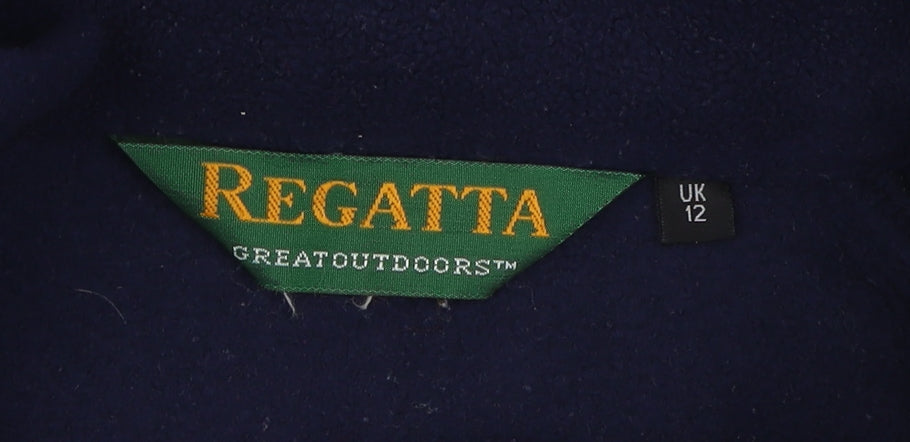 REGATTA
GREATOUTDOORS™
UK
12